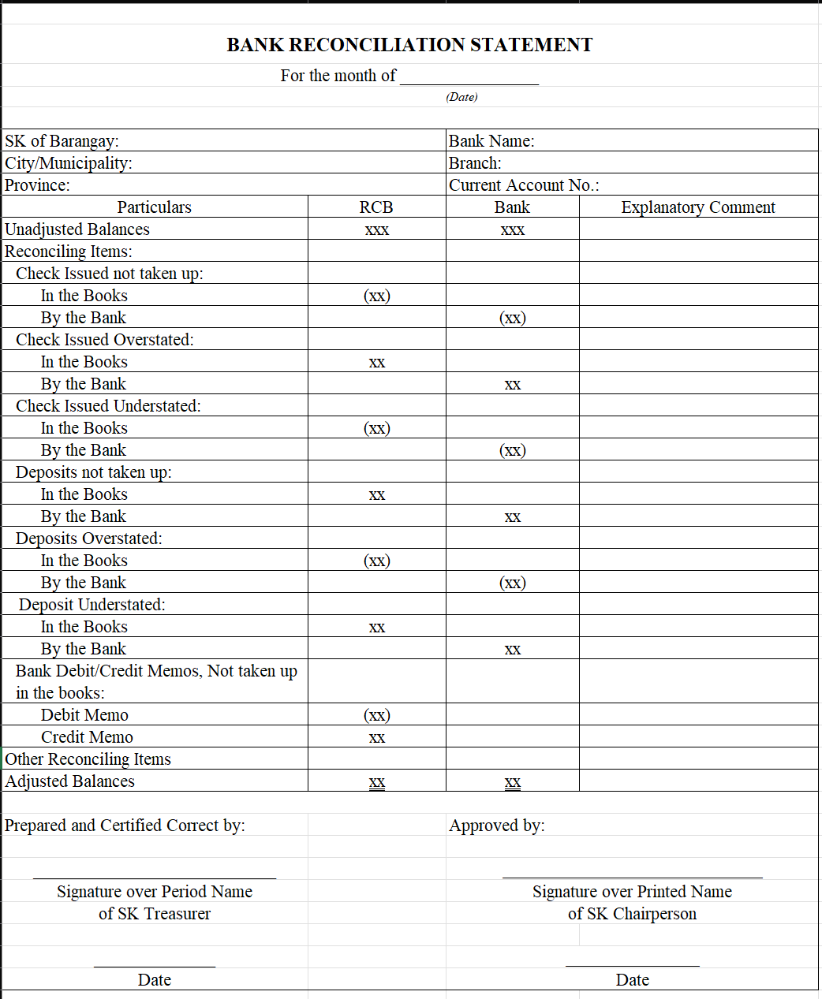 BANK RECONCILIATION STATEMENT
For the month of ________________
(Date)
SK of Barangay: Bank Name:
City/Municipality: Branch:
Province: Current Account No.:
Particulars RCB Bank Explanatory Comment
Unadjusted Balances xxx xxx
Reconciling Items:
Check Issued not taken up:
In the Books (xx)
By the Bank (xx)
Check Issued Overstated:
In the Books xx
By the Bank xx
Check Issued Understated:
In the Books (xx)
By the Bank (xx)
Deposits not taken up:
In the Books xx
By the Bank xx
Deposits Overstated:
In the Books (xx)
By the Bank (xx)
Deposit Understated:
In the Books xx
By the Bank xx
Bank Debit/Credit Memos, Not taken up
in the books:
Debit Memo (xx)
Credit Memo xx
Other Reconciling Items
Adjusted Balances xx xx
Prepared and Certified Correct by: Approved by:
Signature over Period Name Signature over Printed Name
of SK Treasurer of SK Chairperson
Date Date